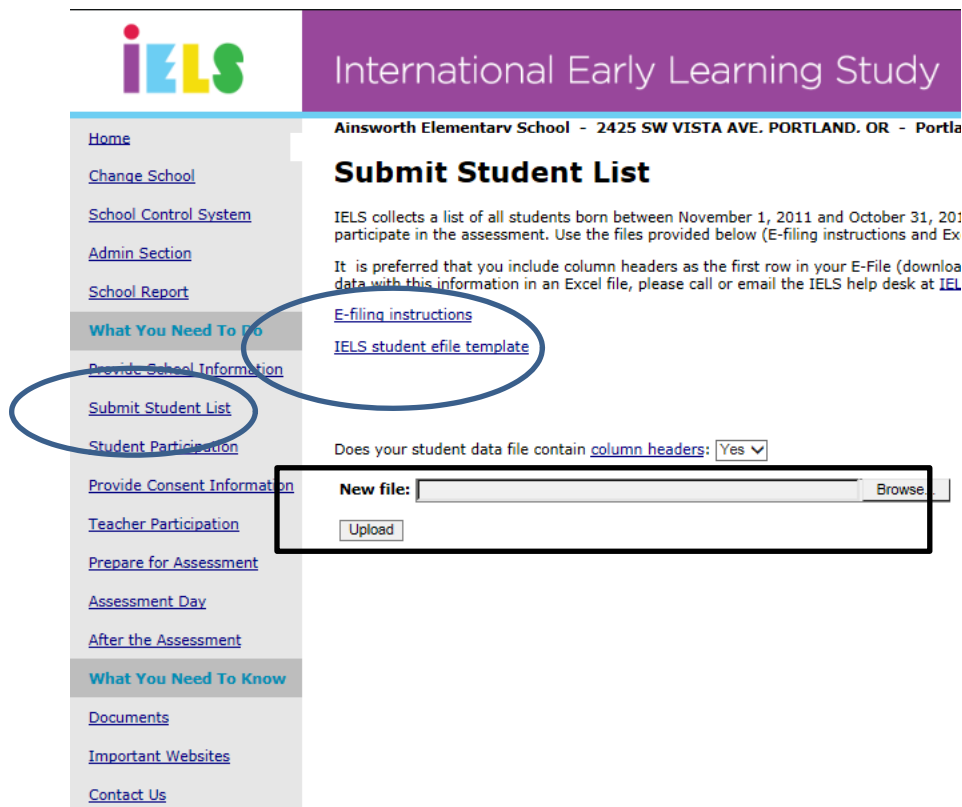 iELS
International Early Learning Study
Ainsworth Elementary School - 2425 SW VISTA AVE. PORTLAND. OR -
Submit Student List
IELS collects a list of all students born between November 1, 2011 and October 31,
participate in the assessment. Use the files provided below (E-filing instructions and
It is preferred that you include column headers as the first row in your E-File
data with this information in an Excel file, please call or email the IELS help desk at
E-filing instructions
IELS student efile template
Does your student data file contain column headers: Yes
New file: Browse...
Upload
Home
Change School
School Control System
Admin Section
School Report
What You Need To Do
Provide School Information
Submit Student List
Student Participation
Provide Consent Information
Teacher Participation
Prepare for Assessment
Assessment Day
After the Assessment
What You Need To Know
Documents
Important Websites
Contact Us